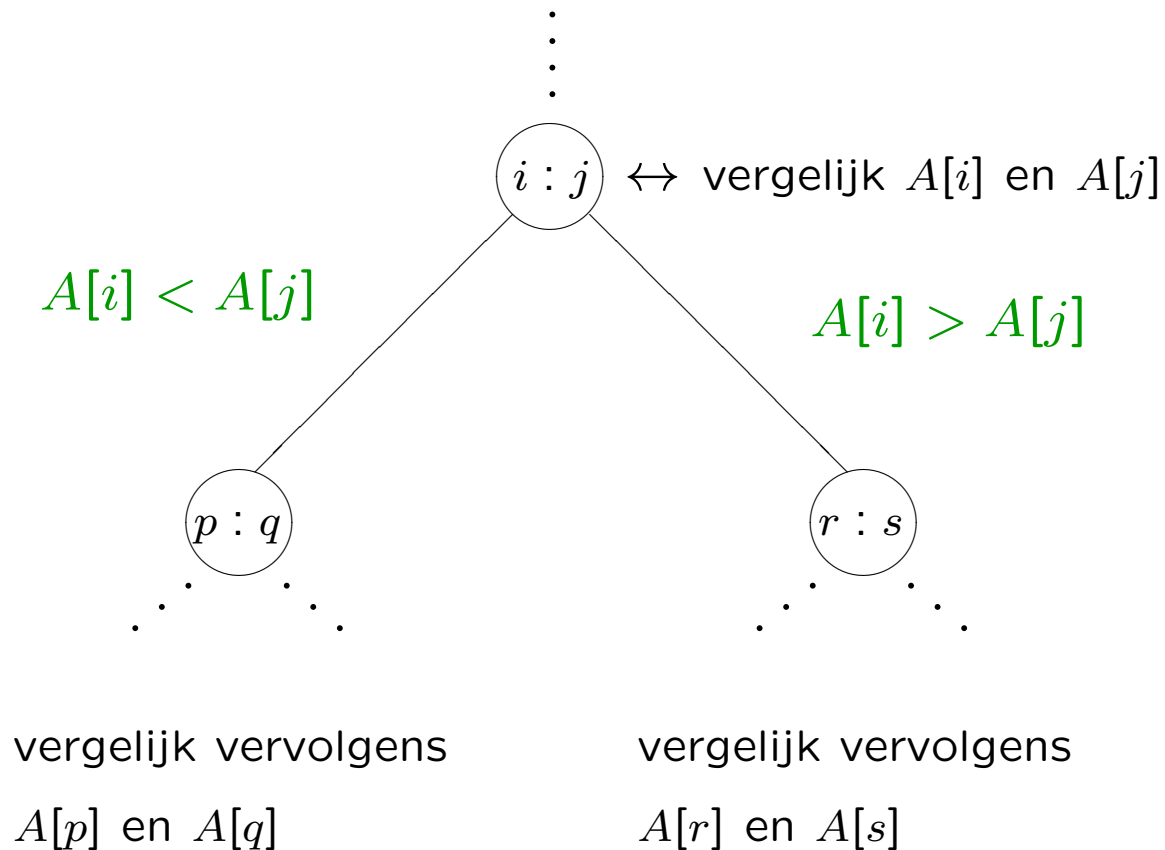 i : j ↔ vergelijk A[i] en A[j]
A[i] < A[j]
A[i] > A[j]
p : q
r : s
vergelijk vervolgens
A[p] en A[q]
vergelijk vervolgens
A[r] en A[s]